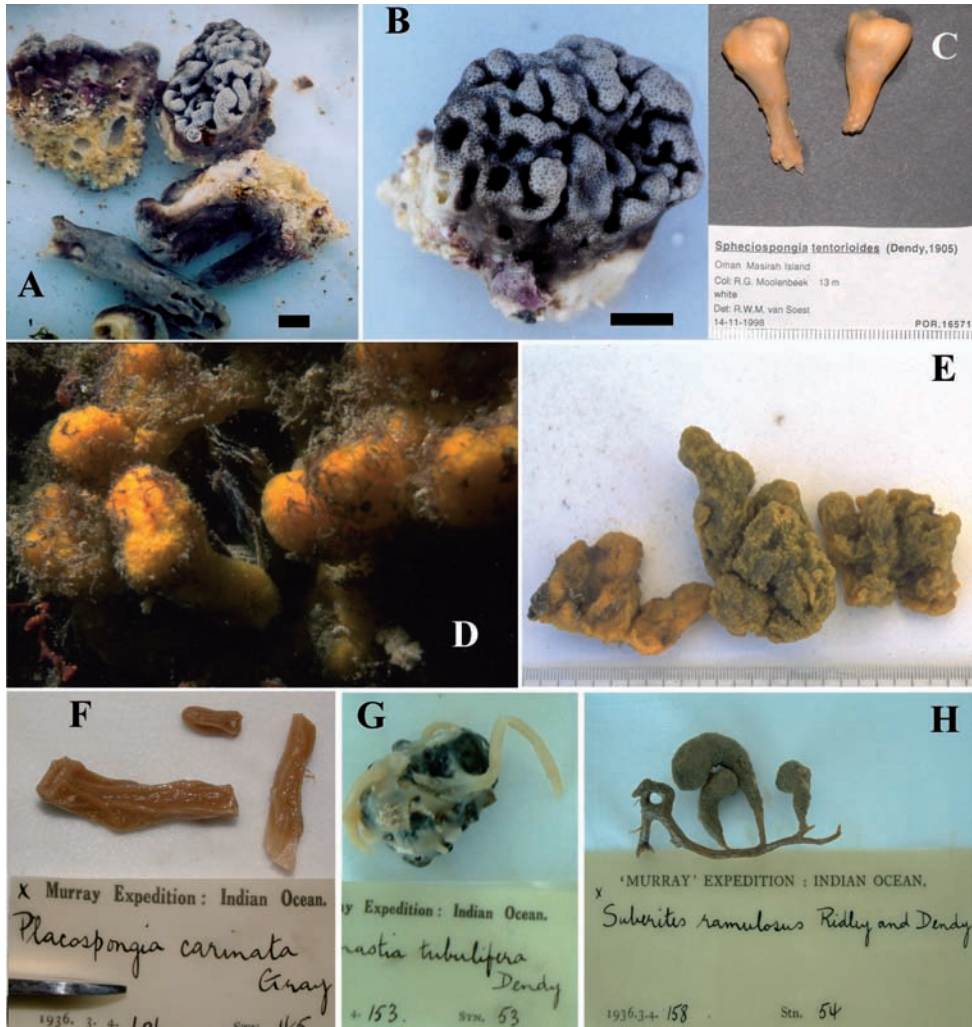 A
B
C
Spheciospongia tentorioides (Dendy,1905)
Oman Masirah Island
Col: R.G. Moolenbeek 13 m
white
Det: R.W.M. van Soest
14-11-1998 POR.16571
D
E
F
x Murray Expedition: Indian Ocean.
Placospongia carinata
Gray
1936. 3. 4.
G
Expedition: Indian Ocean.
tubulifera
Dendy
4. 153. Stn. 53
H
'MURRAY' EXPEDITION : INDIAN OCEAN.
x Suberites ramulosus Ridley and Dendy
1936.3.4. 158 Stn. 54